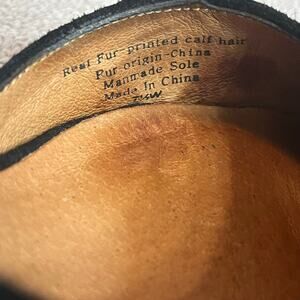 Real Fur-printed calf hair
Fur origin-China
Manmade Sole
Made In China